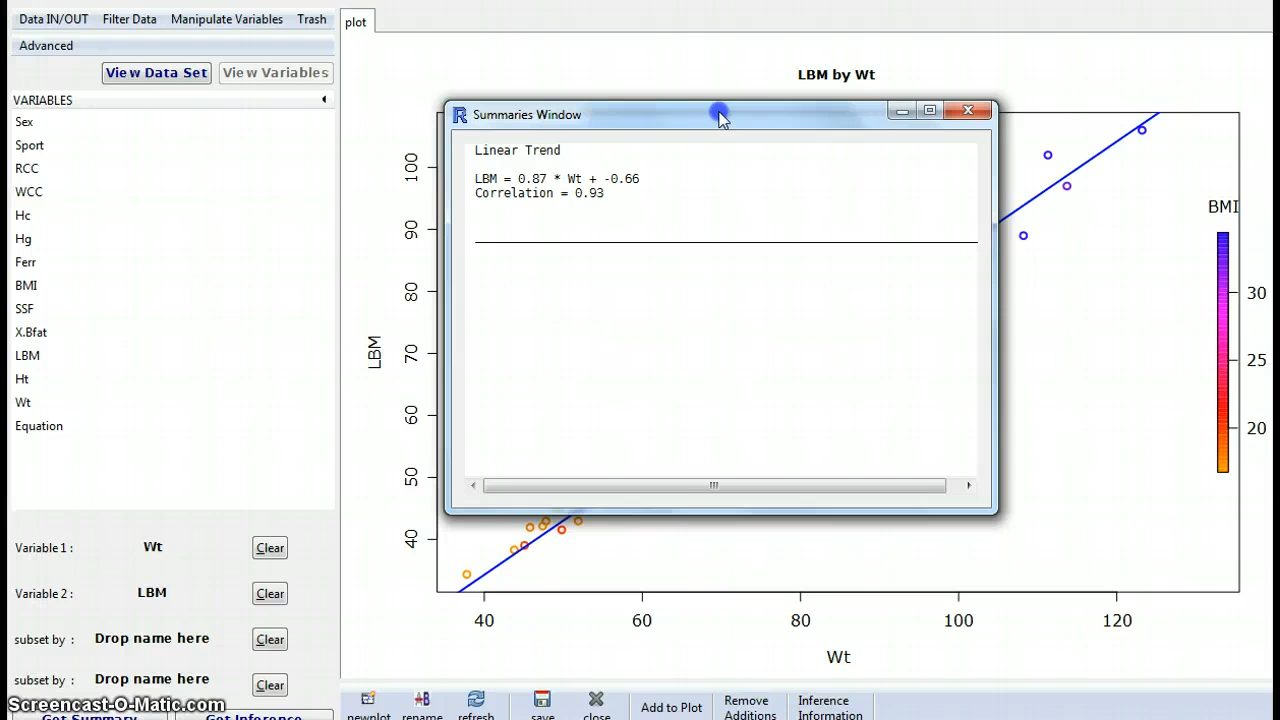 Data IN/OUT Filter Data Manipulate Variables Trash
Advanced
View Data Set View Variables
VARIABLES
Sex
Sport
RCC
WCC
Hc
Hg
Ferr
BMI
SSF
X.Bfat
LBM
Ht
Wt
Equation
Variable 1 : Wt Clear
Variable 2 : LBM Clear
subset by : Drop name here Clear
subset by : Drop name here Clear
Get Summary Get Inference
Screencast-O-Matic.com
plot
LBM by Wt
R Summaries Window
Linear Trend
LBM = 0.87 * Wt + -0.66
Correlation = 0.93
LBM
100
90
80
70
60
50
40
40 60 80 100 120
Wt
BMI
30
25
20
newplot rename refresh save close Add to Plot Remove Additions Inference Information